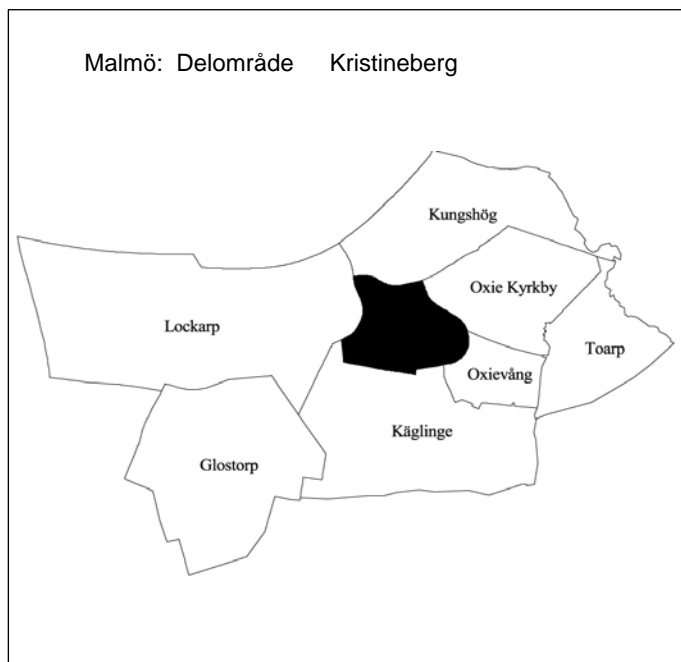 Malmö: Delområde Kristineberg
Kungshög
Oxie Kyrkby
Lockarp
Toarp
Oxievång
Käglinge
Glostorp